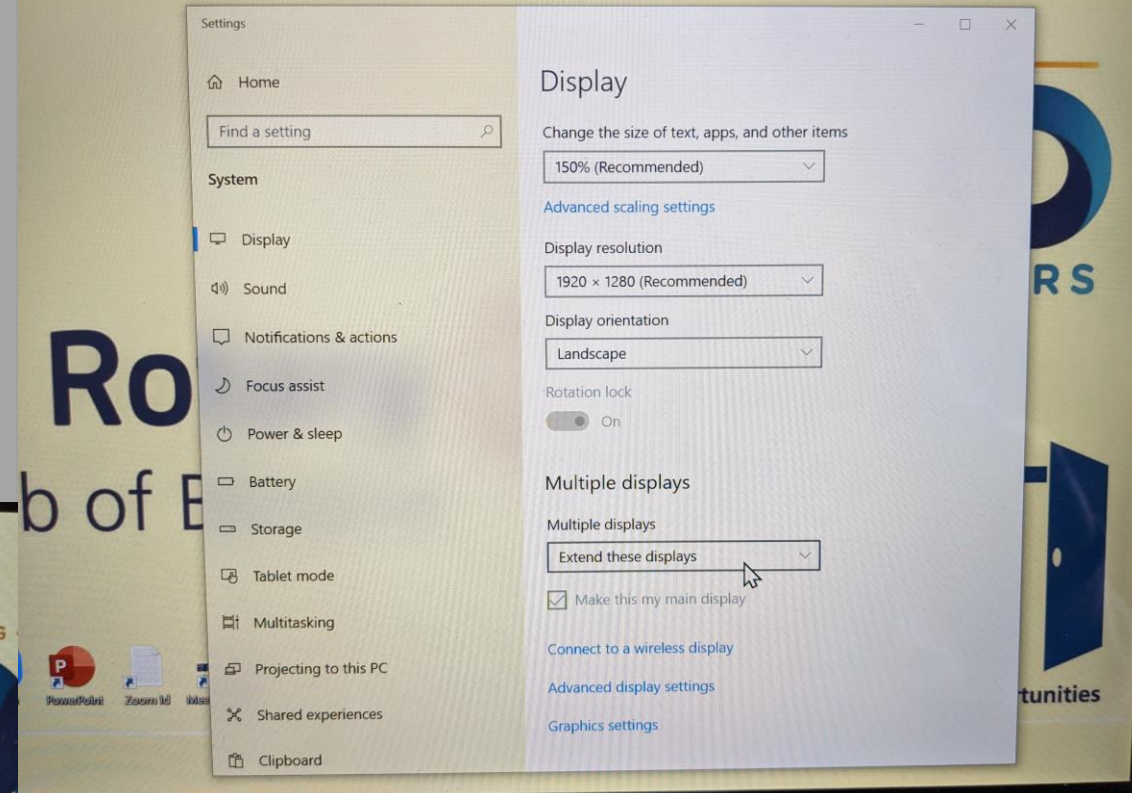 Settings
Home
Find a setting
System
Display
Sound
Notifications & actions
Focus assist
Power & sleep
Battery
Storage
Tablet mode
Multitasking
Projecting to this PC
Shared experiences
Clipboard
Display
Change the size of text, apps, and other items
150% (Recommended)
Advanced scaling settings
Display resolution
1920 × 1280 (Recommended)
Display orientation
Landscape
Rotation lock
On
Multiple displays
Multiple displays
Extend these displays
Make this my main display
Connect to a wireless display
Advanced display settings
Graphics settings
Ro
b of
RS
tunities
P
PowerPoint
Zoom Id